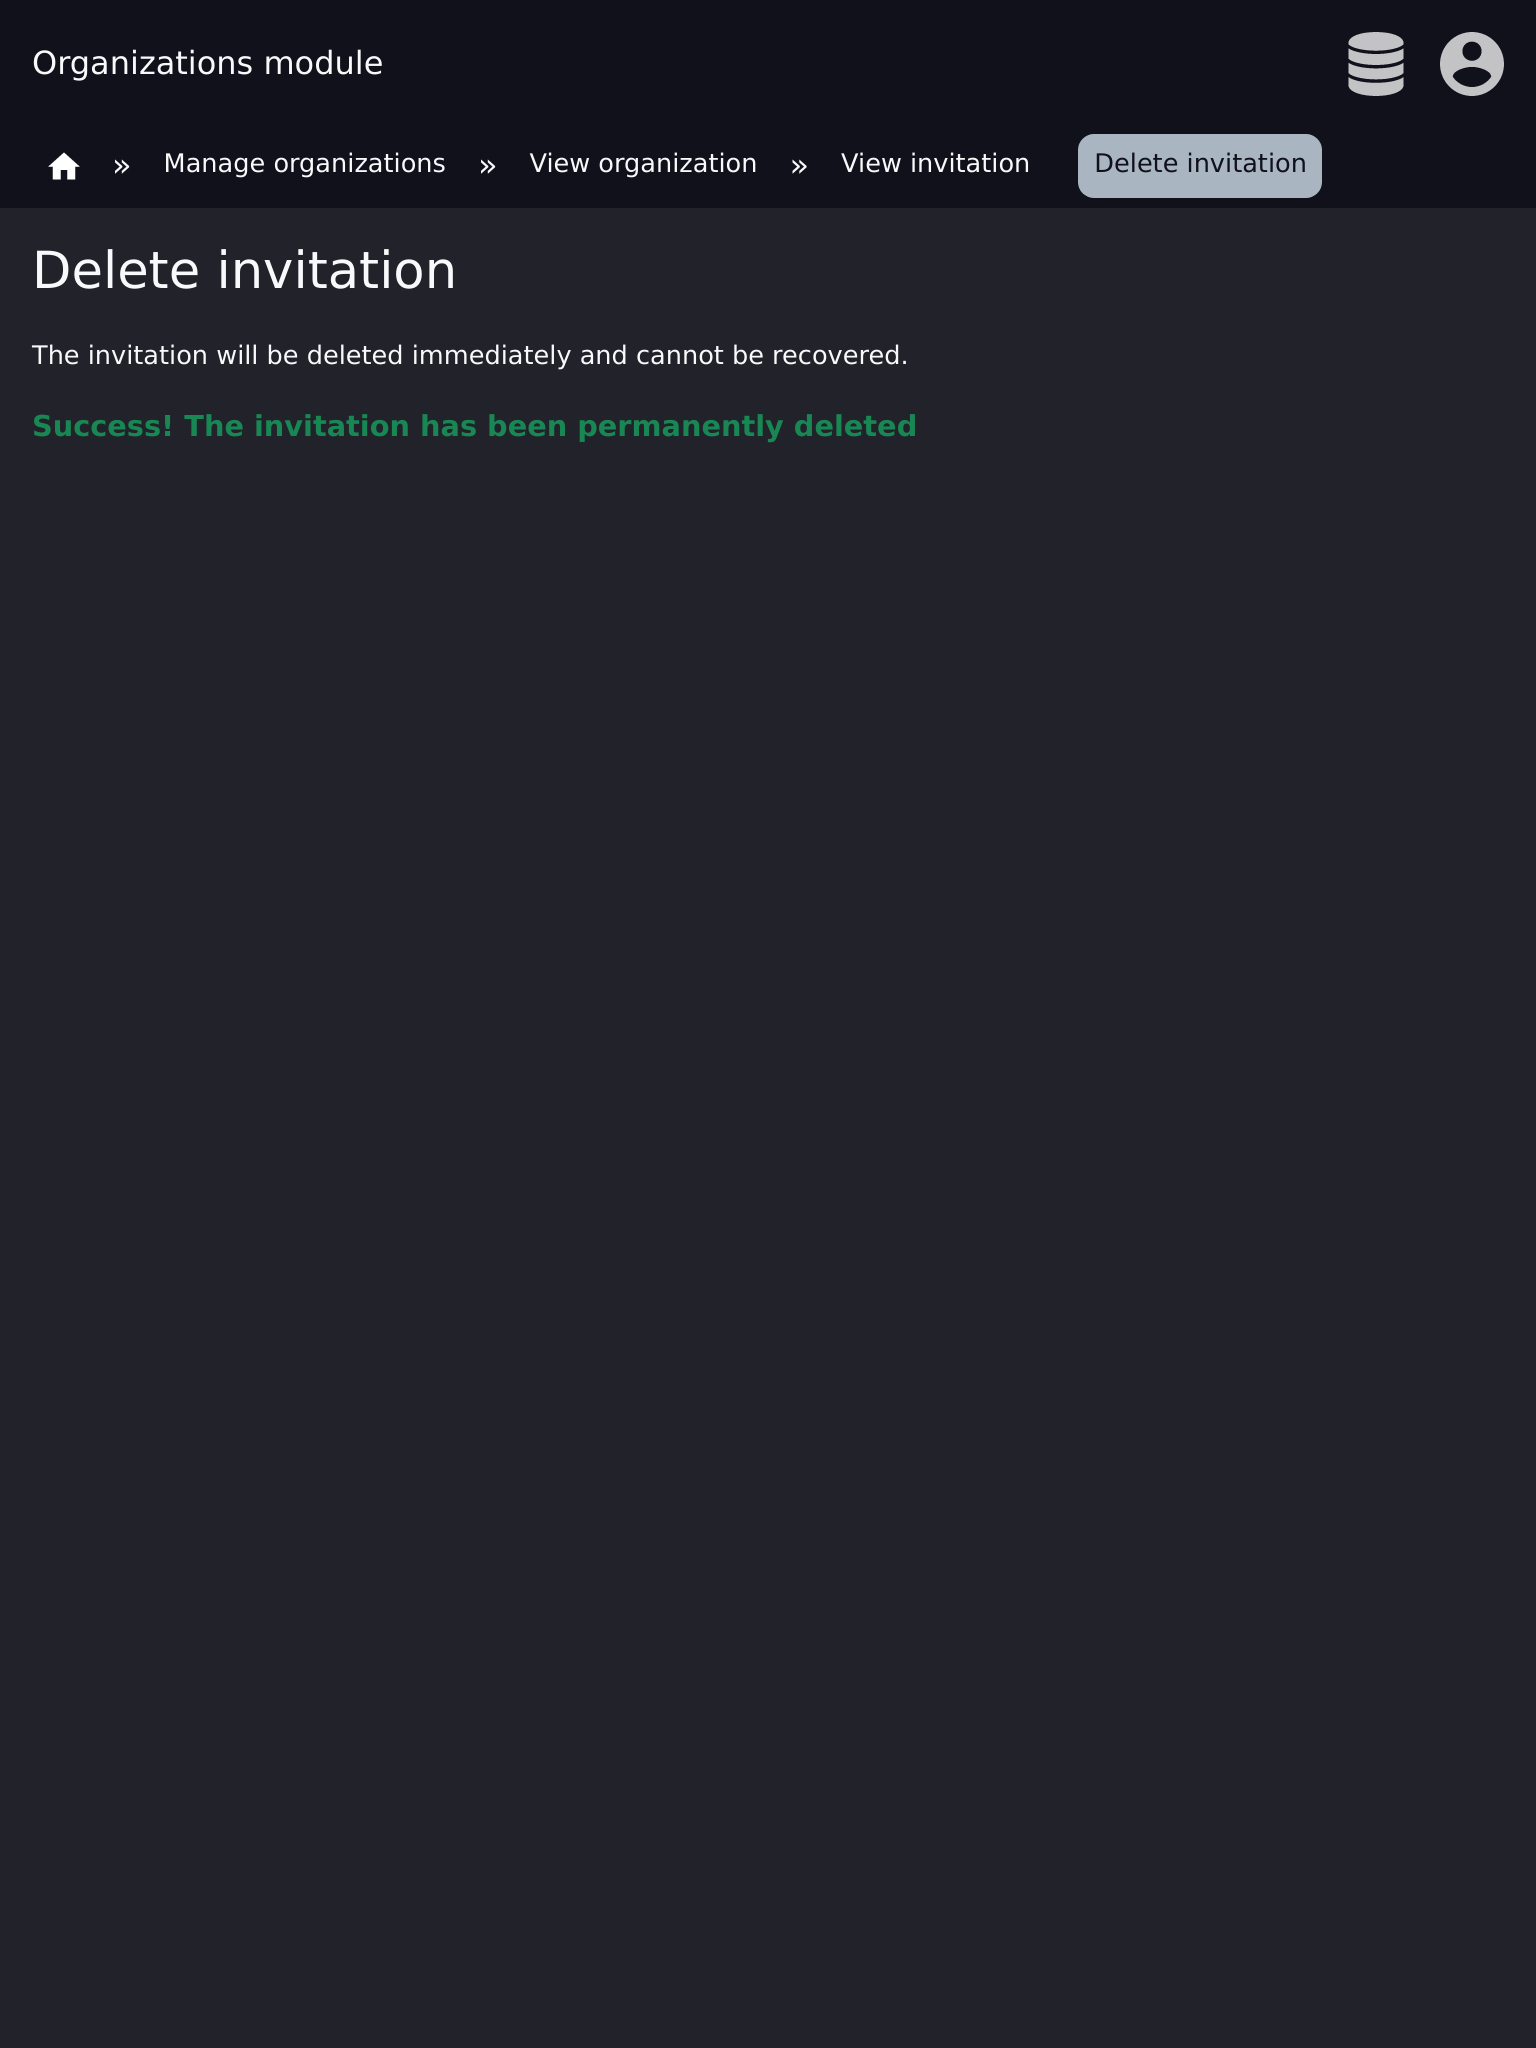 Organizations module
» Manage organizations » View organization » View invitation Delete invitation
Delete invitation
The invitation will be deleted immediately and cannot be recovered.
Success! The invitation has been permanently deleted